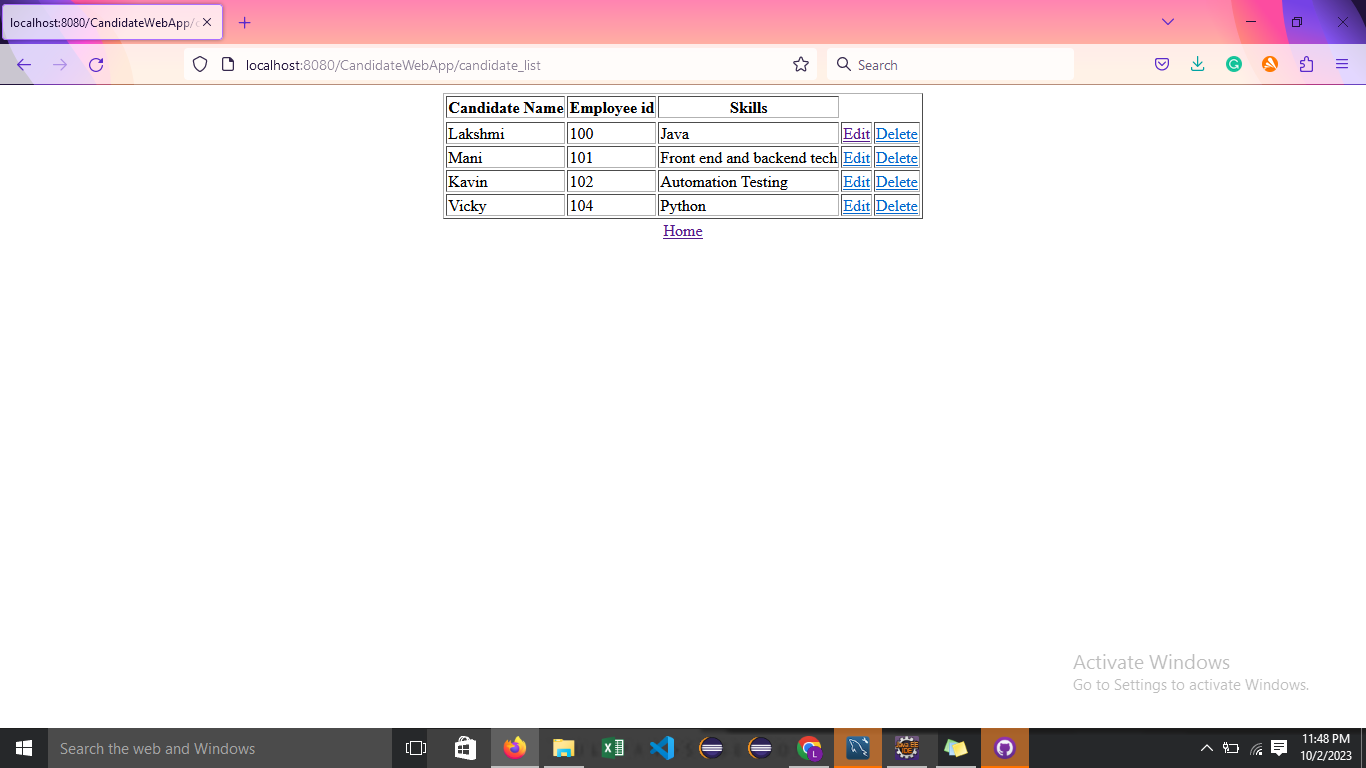 localhost:8080/CandidateWebApp/c
localhost:8080/CandidateWebApp/candidate_list
Search
Candidate Name Employee id Skills
Lakshmi 100 Java Edit Delete
Mani 101 Front end and backend tech Edit Delete
Kavin 102 Automation Testing Edit Delete
Vicky 104 Python Edit Delete
Home
Activate Windows
Go to Settings to activate Windows.
Search the web and Windows
11:48 PM
10/2/2023